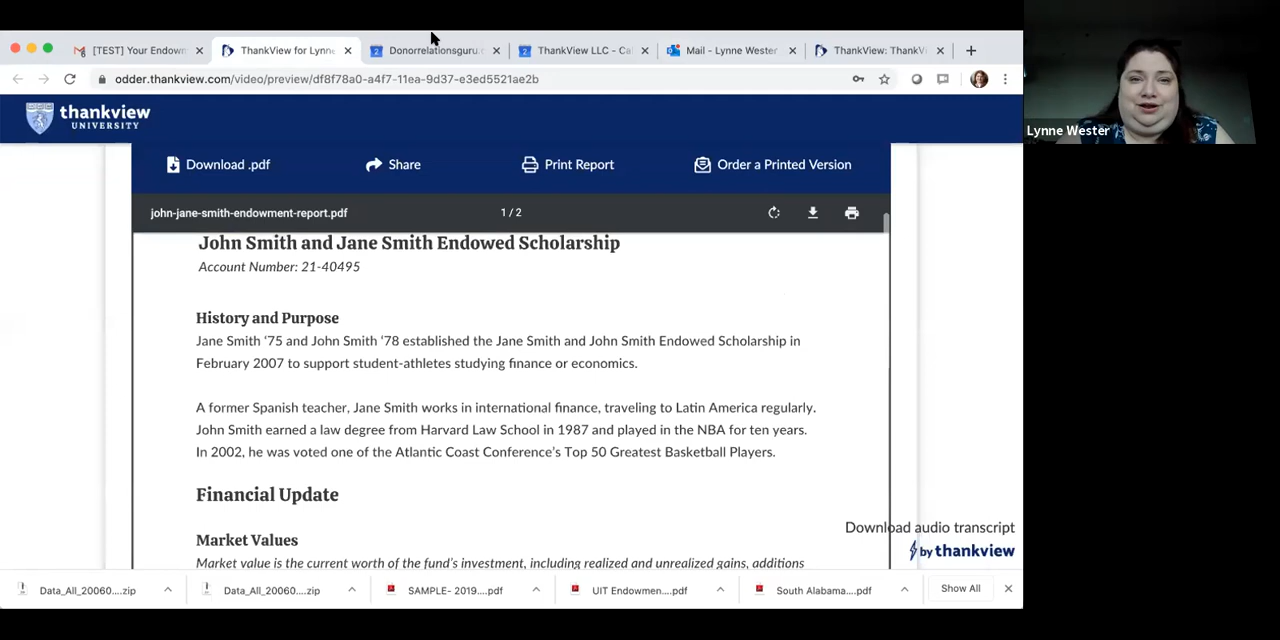 [TEST] Your Endown
ThankView for Lynne
Donorrelationsguru.c
ThankView LLC - Cal
Mail - Lynne Wester
ThankView: ThankV
odder.thankview.com/video/preview/df8f78a0-a4f7-11ea-9d37-e3ed5521ae2b
thankview
UNIVERSITY
Lynne Wester
Download .pdf
Share
Print Report
Order a Printed Version
john-jane-smith-endowment-report.pdf
1 / 2
John Smith and Jane Smith Endowed Scholarship
Account Number: 21-40495
History and Purpose
Jane Smith ‘75 and John Smith ‘78 established the Jane Smith and John Smith Endowed Scholarship in
February 2007 to support student-athletes studying finance or economics.
A former Spanish teacher, Jane Smith works in international finance, traveling to Latin America regularly.
John Smith earned a law degree from Harvard Law School in 1987 and played in the NBA for ten years.
In 2002, he was voted one of the Atlantic Coast Conference’s Top 50 Greatest Basketball Players.
Financial Update
Market Values
Market value is the current worth of the fund’s investment, including realized and unrealized gains, additions
Download audio transcript
by thankview
Data_All_20060....zip
Data_All_20060....zip
SAMPLE- 2019....pdf
UIT Endowmen....pdf
South Alabama....pdf
Show All